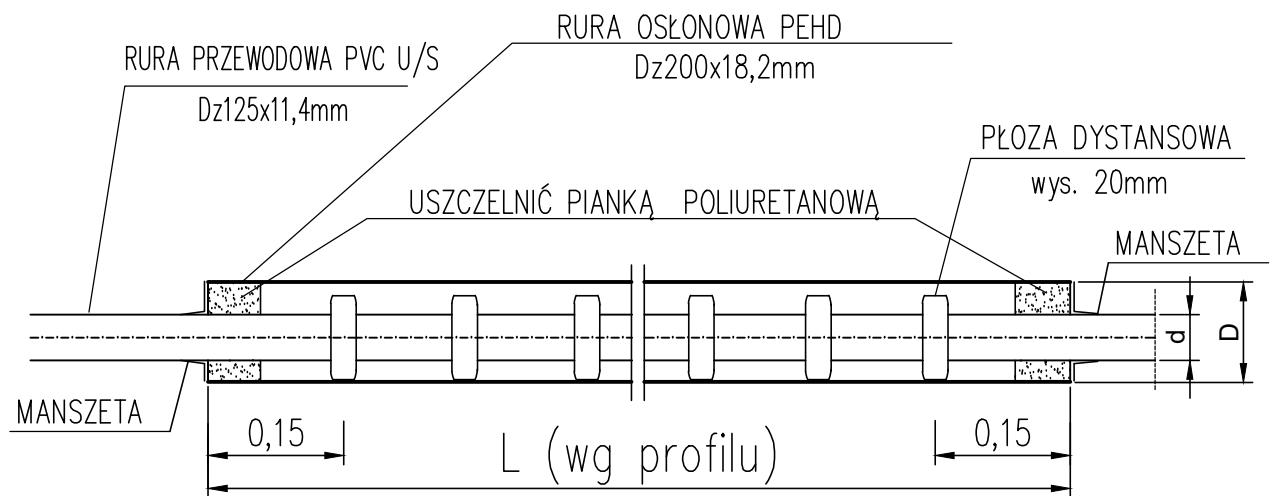 RURA OSŁONOWA PEHD
Dz200x18,2mm
RURA PRZEWODOWA PVC U/S
Dz125x11,4mm
PŁOZA DYSTANSOWA
wys. 20mm
USZCZELNIĆ PIANKĄ POLIURETANOWĄ
MANSZETA
d
D
MANSZETA
0,15
L (wg profilu)
0,15